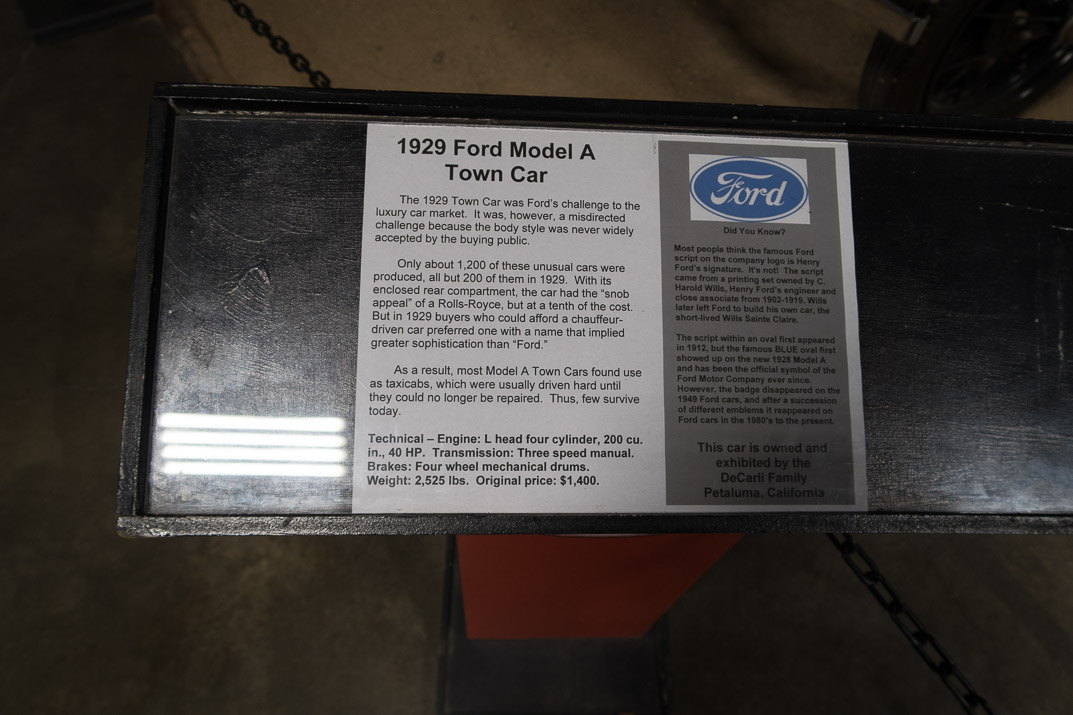 1929 Ford Model A
Town Car
The 1929 Town Car was Ford's challenge to the
luxury car market. It was, however, a misdirected
challenge because the body style was never widely
accepted by the buying public.
Only about 1,200 of these unusual cars were
produced, all but 200 of them in 1929. With its
enclosed rear compartment, the car had the “snob
appeal” of a Rolls-Royce, but at a tenth of the cost.
But in 1929 buyers who could afford a chauffeur-
driven car preferred one with a name that implied
greater sophistication than “Ford.”
As a result, most Model A Town Cars found use
as taxicabs, which were usually driven hard until
they could no longer be repaired. Thus, few survive
today.
Technical – Engine: L head four cylinder, 200 cu.
in., 40 HP. Transmission: Three speed manual.
Brakes: Four wheel mechanical drums.
Weight: 2,525 lbs. Original price: $1,400.
Ford
Did You Know?
Most people think the famous Ford
script on the company logo is Henry
Ford's signature. It's not! The script
came from a printing set owned by C.
Harold Wills, Henry Ford's engineer and
close associate from 1902-1919. Wills
later left Ford to build his own car, the
short-lived Wills Sainte Claire.
The script within an oval first appeared
in 1912, but the famous BLUE oval first
showed up on the new 1928 Model A
and has been the official symbol of the
Ford Motor Company ever since.
However, the badge disappeared on the
1949 Ford cars, and after a succession
of different emblems it reappeared on
Ford cars in the 1980's to the present.
This car is owned and
exhibited by the
DeCarli Family
Petaluma, California